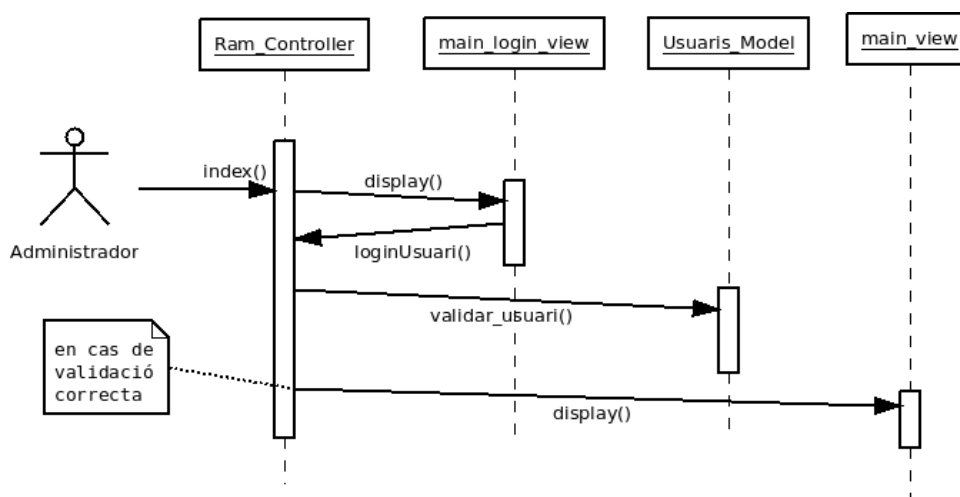 Ram_Controller
main_login_view
Usuaris_Model
main_view
index()
display()
Administrador
loginUsuari()
validar_usuari()
en cas de
validació
correcta
display()